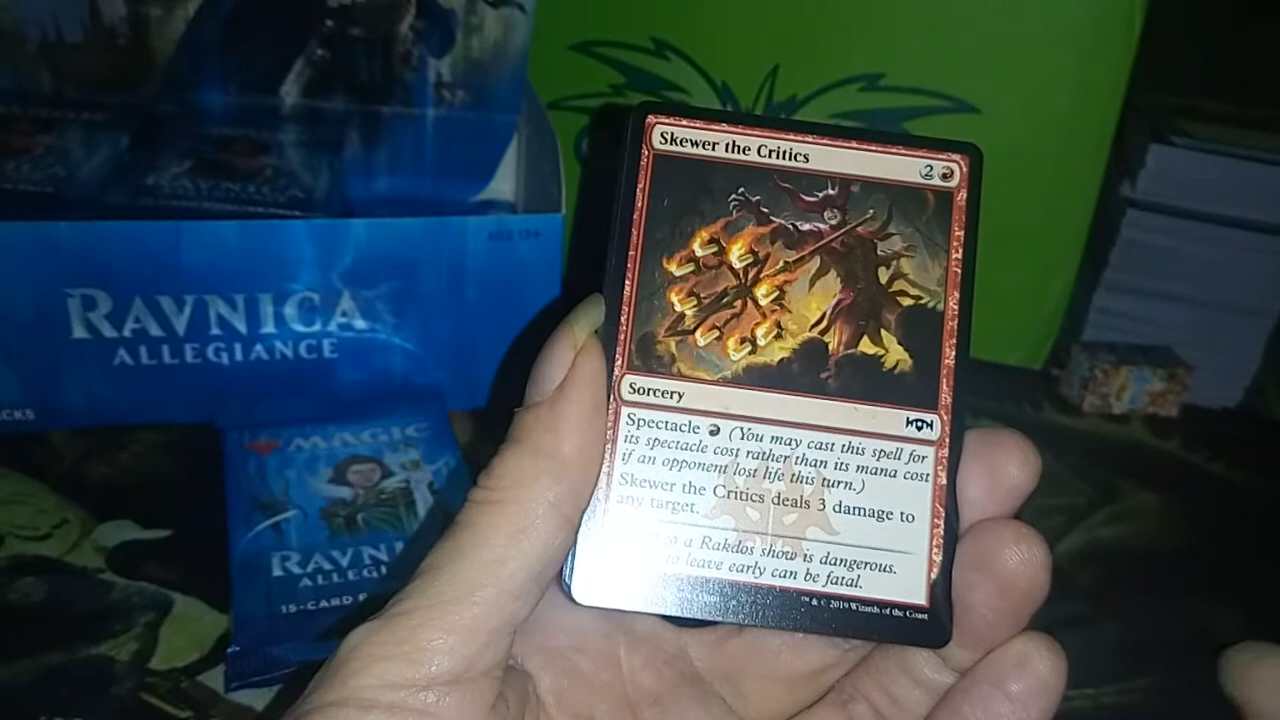 Skewer the Critics
2
Sorcery
Spectacle (You may cast this spell for
its spectacle cost rather than its mana cost
if an opponent lost life this turn.)
Skewer the Critics deals 3 damage to
any target.
to a Rakdos show is dangerous.
to leave early can be fatal.
™ & © 2019 Wizards of the Coast
RAVNICA
ALLEGIANCE
MAGIC
RAVNI
ALLEGI
15-CARD